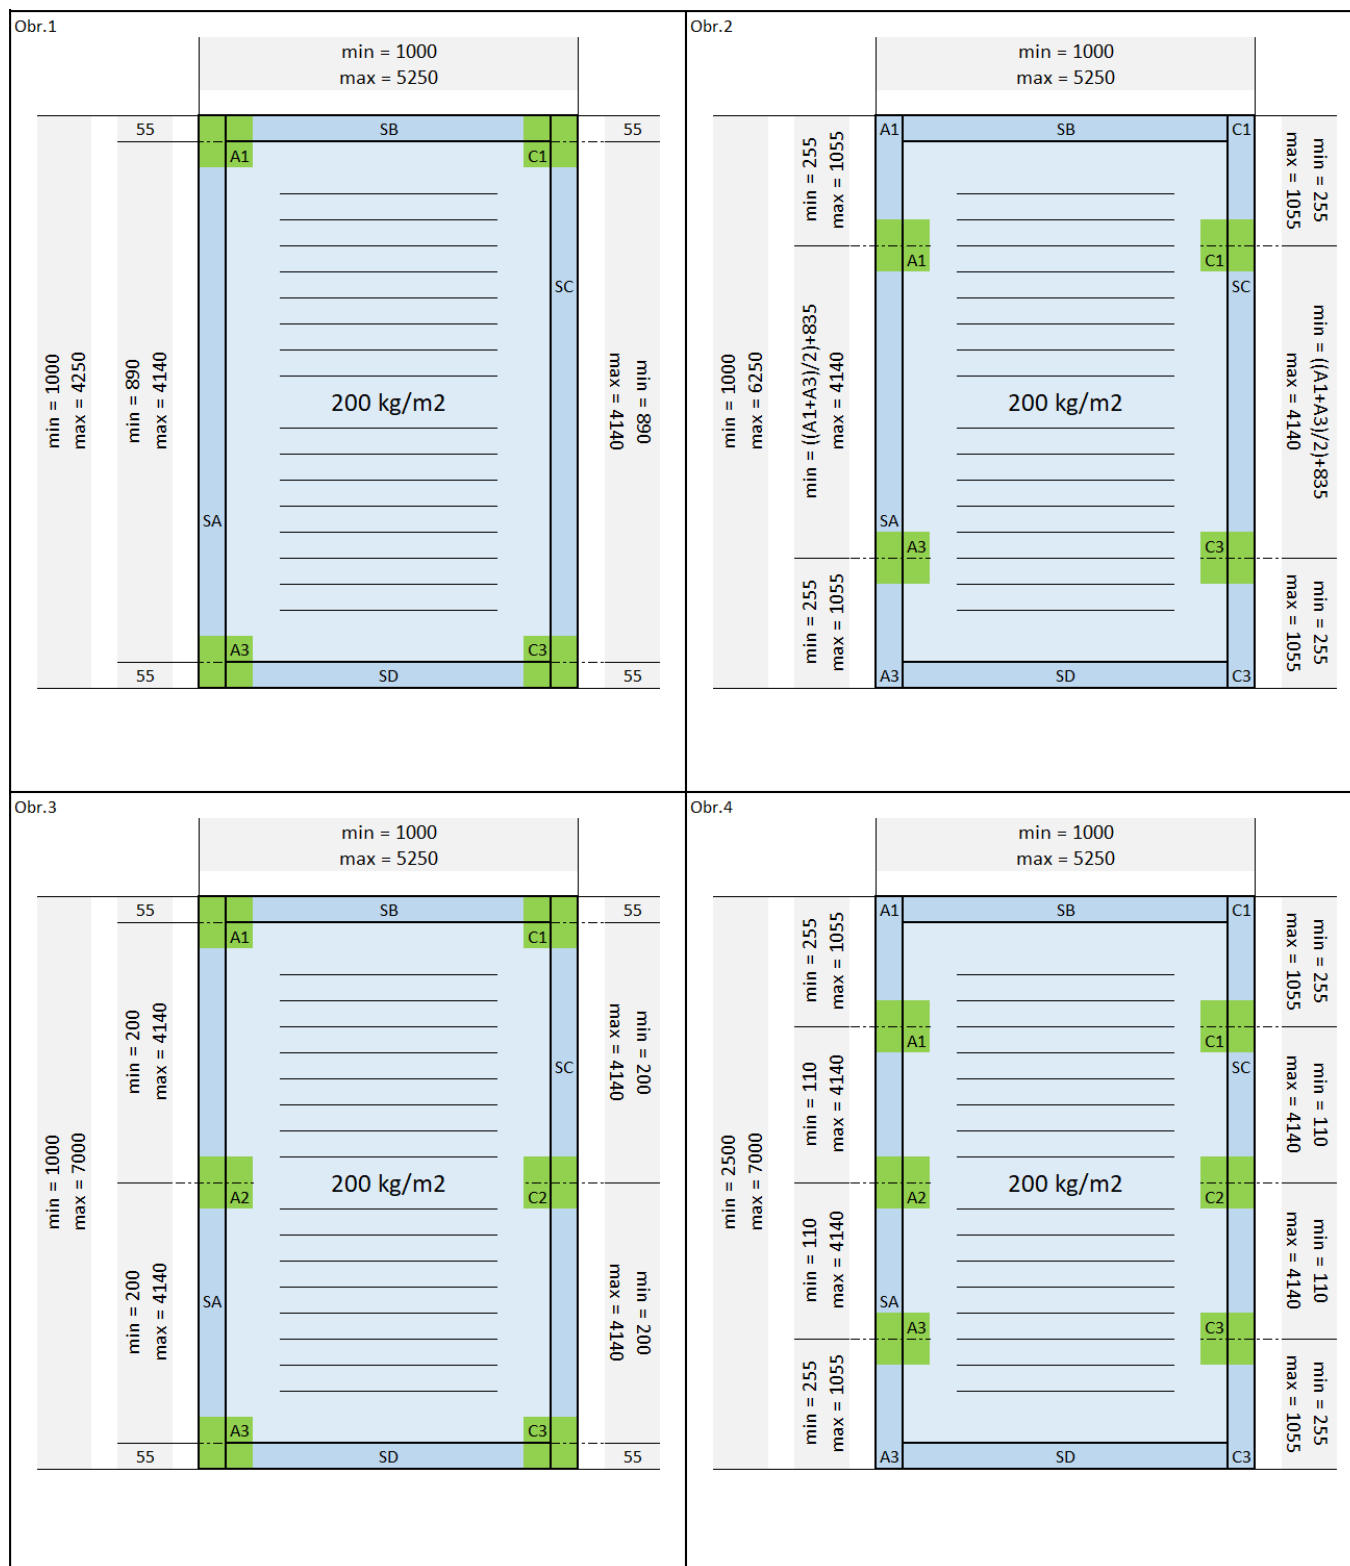 Obr.1
min = 1000
max = 5250
55
SB
55
A1
C1
SC
min = 1000
max = 4250
min = 890
max = 4140
200 kg/m2
min = 890
max = 4140
SA
A3
C3
55
SD
55
Obr.2
min = 1000
max = 5250
A1
SB
C1
min = 255
max = 1055
min = 255
max = 1055
A1
C1
SC
min = 1000
max = 6250
min = ((A1+A3)/2)+835
max = 4140
200 kg/m2
min = ((A1+A3)/2)+835
max = 4140
SA
A3
C3
min = 255
max = 1055
min = 255
max = 1055
A3
SD
C3
Obr.3
min = 1000
max = 5250
55
SB
55
A1
C1
min = 200
max = 4140
SC
min = 200
max = 4140
min = 1000
max = 7000
A2
200 kg/m2
C2
min = 200
max = 4140
SA
min = 200
max = 4140
A3
C3
55
SD
55
Obr.4
min = 1000
max = 5250
A1
SB
C1
min = 255
max = 1055
min = 255
max = 1055
A1
C1
SC
min = 110
max = 4140
min = 110
max = 4140
min = 2500
max = 7000
A2
200 kg/m2
C2
min = 110
max = 4140
min = 110
max = 4140
SA
A3
C3
min = 255
max = 1055
min = 255
max = 1055
A3
SD
C3